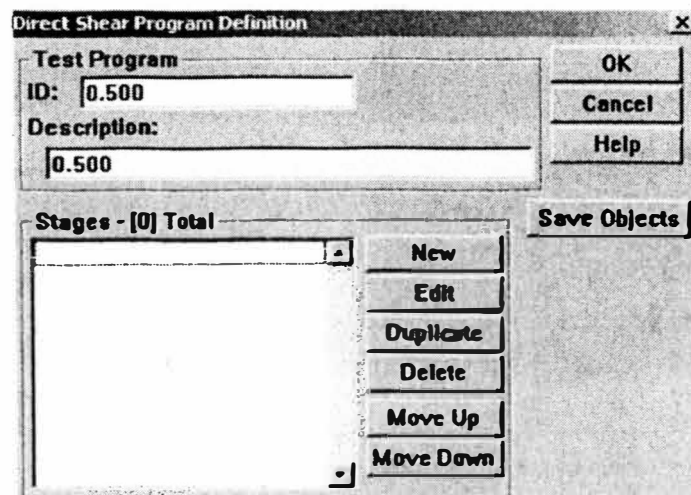 Direct Shear Program Definition
Test Program
ID: 0.500
Description:
0.500
OK
Cancel
Help
Stages - [0] Total
New
Edit
Duplicate
Delete
Move Up
Move Down
Save Objects